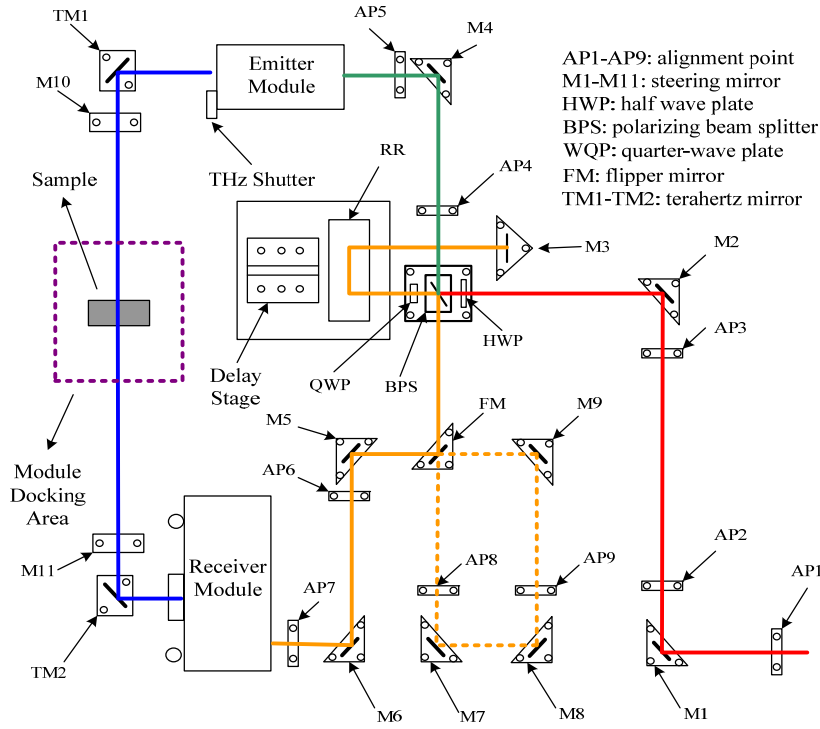 TM1
AP5
M4
Emitter
Module
M10
AP1-AP9: alignment point
M1-M11: steering mirror
HWP: half wave plate
BPS: polarizing beam splitter
WQP: quarter-wave plate
FM: flipper mirror
TM1-TM2: terahertz mirror
THz Shutter
RR
AP4
Sample
M3
M2
AP3
HWP
QWP
BPS
Delay
Stage
M5
FM
M9
AP6
Module
Docking
Area
M11
Receiver
Module
AP7
AP8
AP9
AP2
AP1
TM2
M6
M7
M8
M1